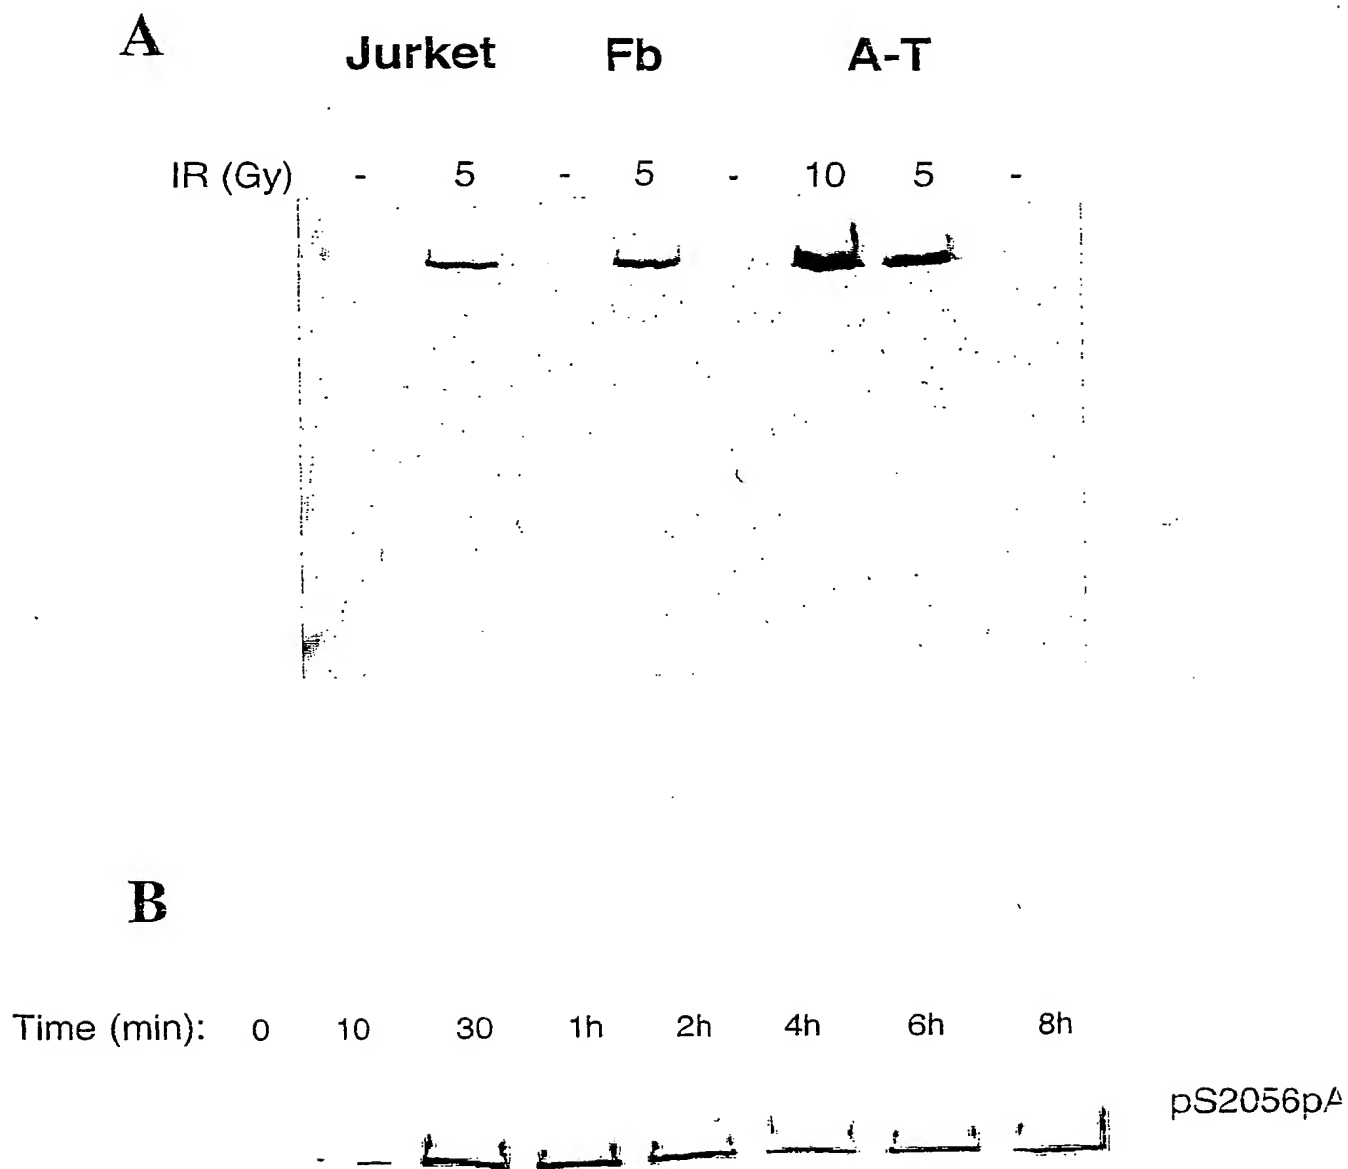 A
Jurket Fb A-T
IR (Gy) - 5 - 5 - 10 5 -
B
Time (min): 0 10 30 1h 2h 4h 6h 8h
pS2056pA